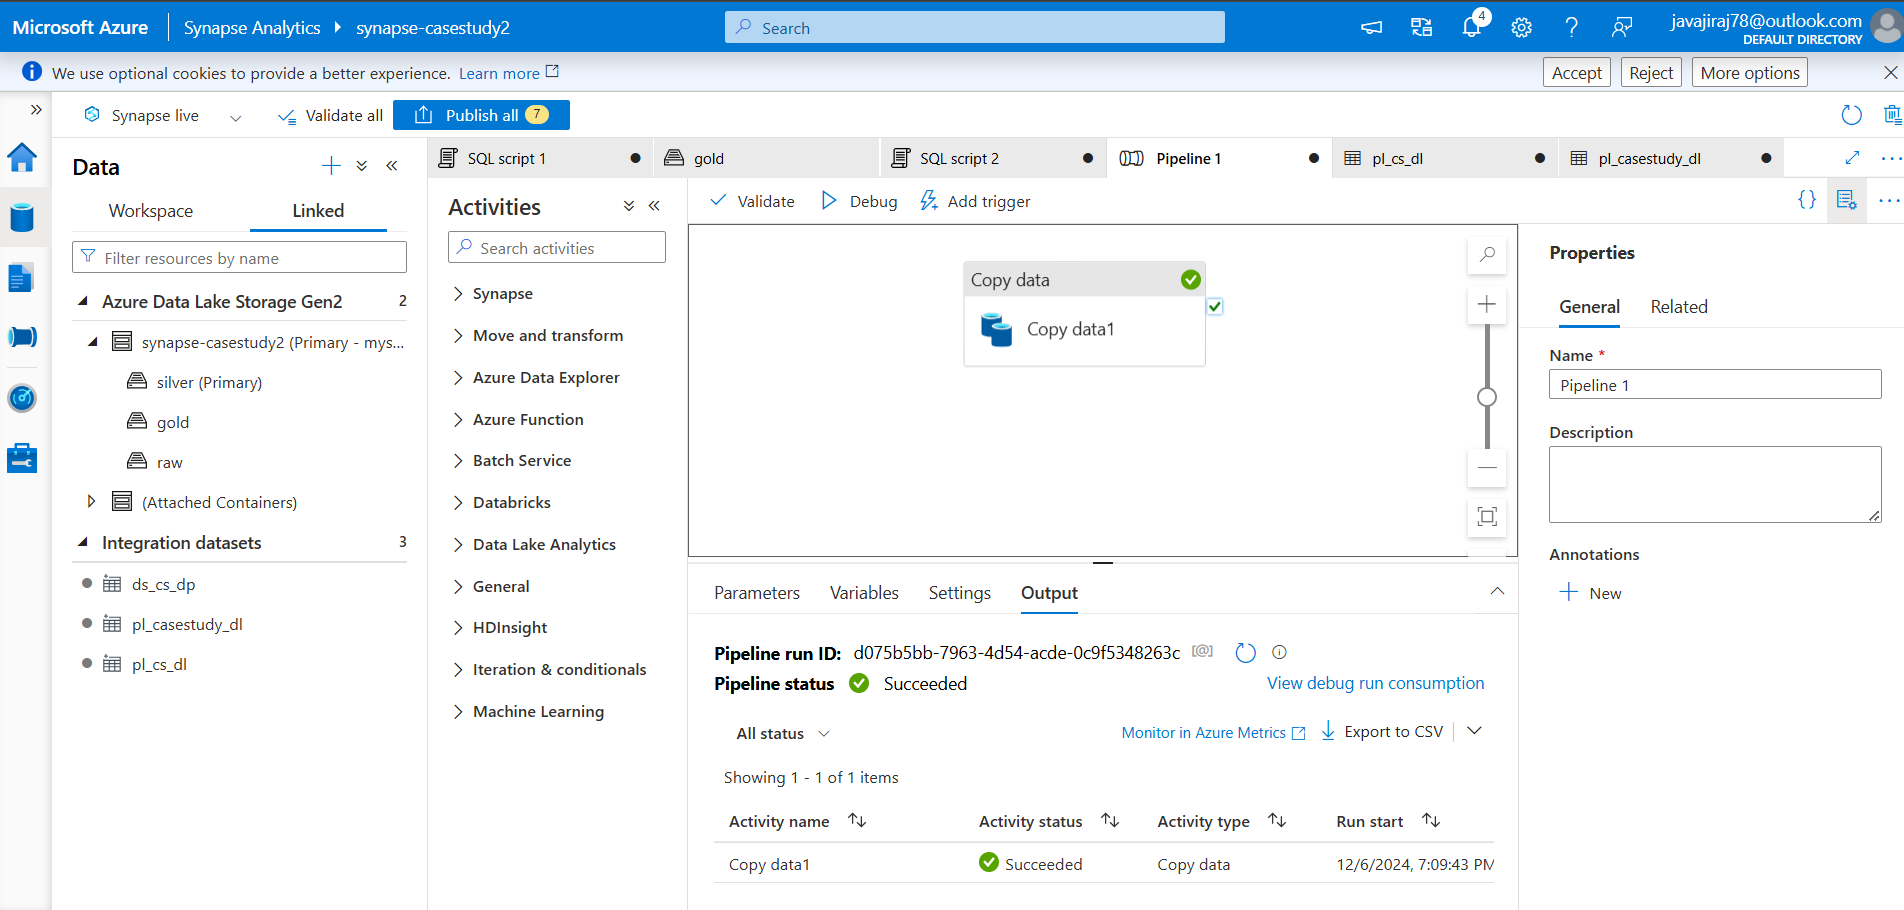 Microsoft Azure
Synapse Analytics
synapse-casestudy2
Search
4
javajiraj78@outlook.com
DEFAULT DIRECTORY
We use optional cookies to provide a better experience. Learn more
Accept
Reject
More options
Synapse live
Validate all
Publish all 7
Data
Workspace
Linked
Filter resources by name
Azure Data Lake Storage Gen2 2
synapse-casestudy2 (Primary - mys...
silver (Primary)
gold
raw
(Attached Containers)
Integration datasets 3
ds_cs_dp
pl_casestudy_dl
pl_cs_dl
SQL script 1
gold
SQL script 2
Pipeline 1
pl_cs_dl
pl_casestudy_dl
Activities
Search activities
Synapse
Move and transform
Azure Data Explorer
Azure Function
Batch Service
Databricks
Data Lake Analytics
General
HDInsight
Iteration & conditionals
Machine Learning
Validate
Debug
Add trigger
{}
Copy data
Copy data1
Parameters
Variables
Settings
Output
Pipeline run ID: d075b5bb-7963-4d54-acde-0c9f5348263c [@]
Pipeline status Succeeded
View debug run consumption
All status
Monitor in Azure Metrics
Export to CSV
Showing 1 - 1 of 1 items
Activity name
Activity status
Activity type
Run start
Copy data1
Succeeded
Copy data
12/6/2024, 7:09:43 PM
Properties
General
Related
Name *
Pipeline 1
Description
Annotations
New